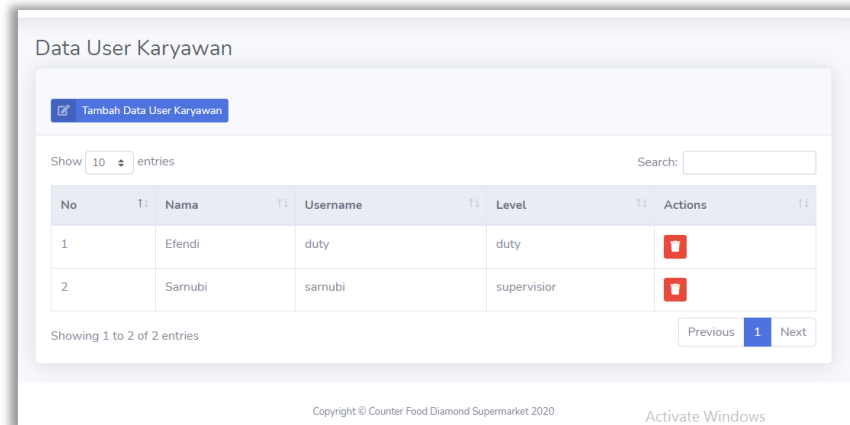 Data User Karyawan
Tambah Data User Karyawan
Show 10 entries Search:
No Nama Username Level Actions
1 Efendi duty duty
2 Sarnubi sarnubi supervisior
Showing 1 to 2 of 2 entries Previous 1 Next
Copyright © Counter Food Diamond Supermarket 2020
Activate Windows